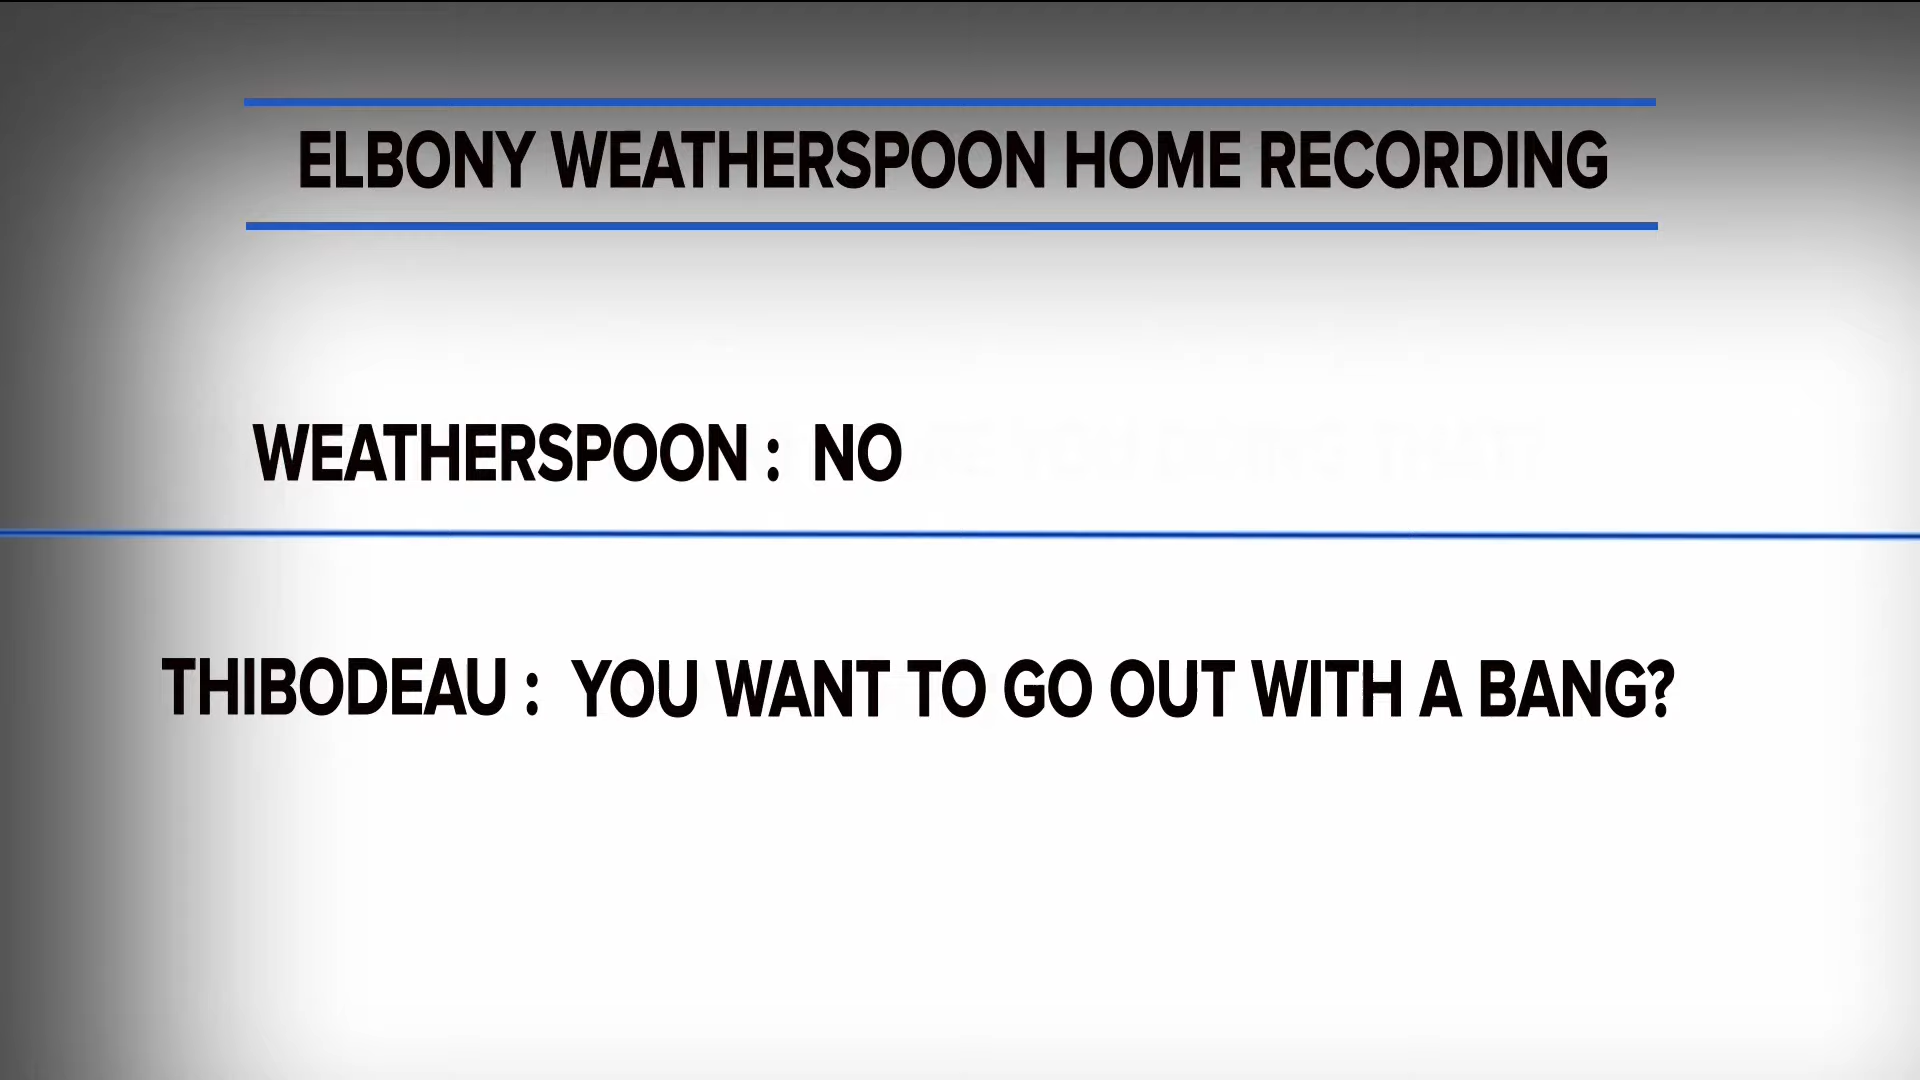 ELBONY WEATHERSPOON HOME RECORDING
WEATHERSPOON : NO
THIBODEAU : YOU WANT TO GO OUT WITH A BANG?